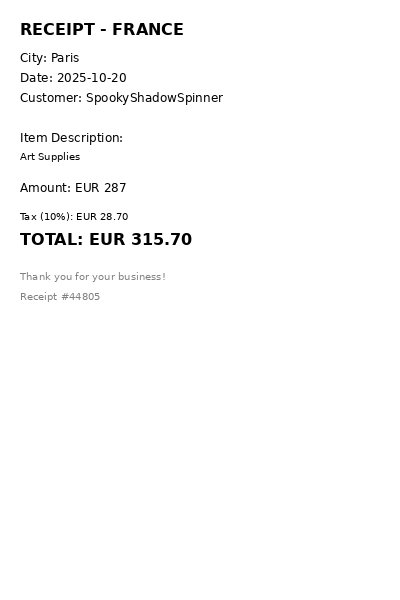 RECEIPT - FRANCE
City: Paris
Date: 2025-10-20
Customer: SpookyShadowSpinner
Item Description:
Art Supplies
Amount: EUR 287
Tax (10%): EUR 28.70
TOTAL: EUR 315.70
Thank you for your business!
Receipt #44805